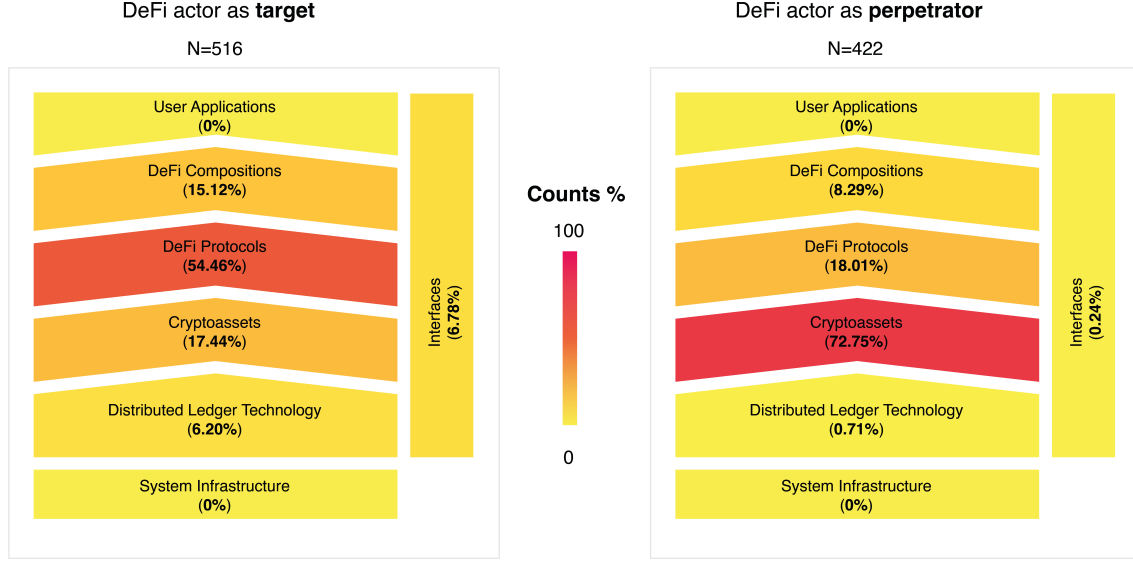 DeFi actor as target
N=516
User Applications
(0%)
DeFi Compositions
(15.12%)
DeFi Protocols
(54.46%)
Cryptoassets
(17.44%)
Distributed Ledger Technology
(6.20%)
System Infrastructure
(0%)
Interfaces
(6.78%)
Counts %
100
0
DeFi actor as perpetrator
N=422
User Applications
(0%)
DeFi Compositions
(8.29%)
DeFi Protocols
(18.01%)
Cryptoassets
(72.75%)
Distributed Ledger Technology
(0.71%)
System Infrastructure
(0%)
Interfaces
(0.24%)